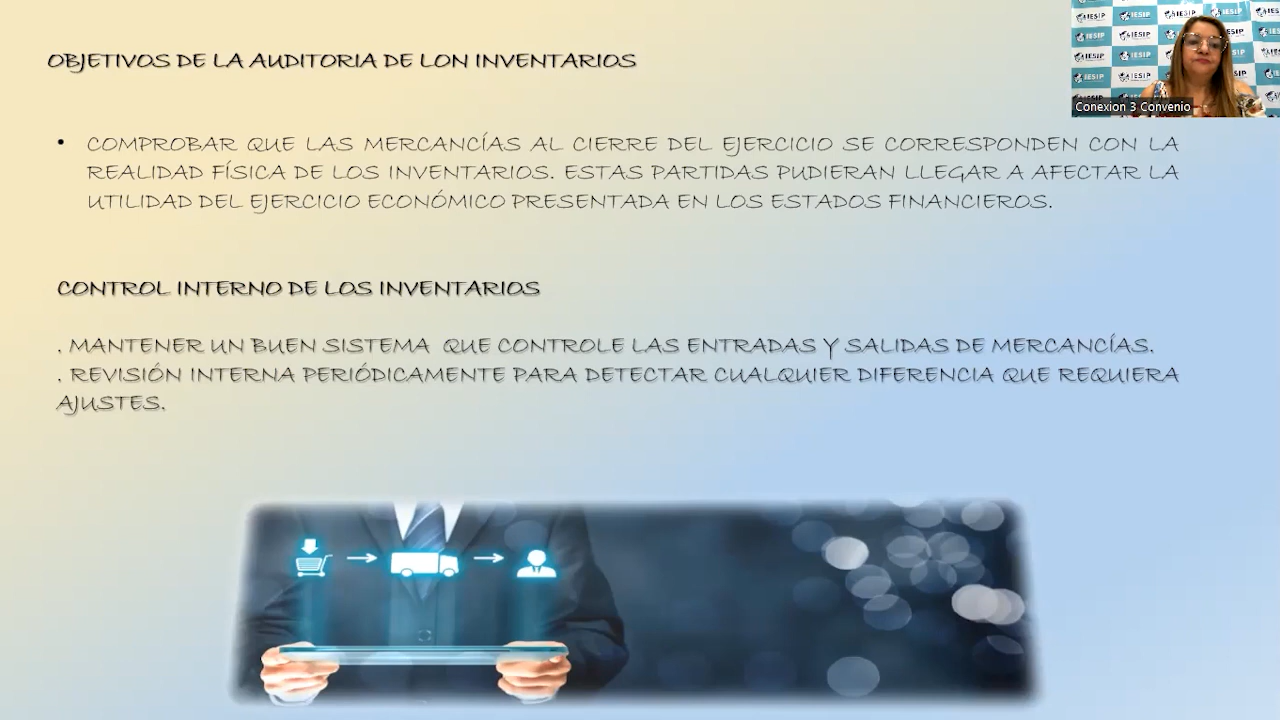 OBJETIVOS DE LA AUDITORIA DE LON INVENTARIOS
• COMPROBAR QUE LAS MERCANCÍAS AL CIERRE DEL EJERCICIO SE CORRESPONDEN CON LA
REALIDAD FÍSICA DE LOS INVENTARIOS. ESTAS PARTIDAS PUDIERAN LLEGAR A AFECTAR LA
UTILIDAD DEL EJERCICIO ECONÓMICO PRESENTADA EN LOS ESTADOS FINANCIEROS.
CONTROL INTERNO DE LOS INVENTARIOS
. MANTENER UN BUEN SISTEMA QUE CONTROLE LAS ENTRADAS Y SALIDAS DE MERCANCÍAS.
. REVISIÓN INTERNA PERIÓDICAMENTE PARA DETECTAR CUALQUIER DIFERENCIA QUE REQUIERA
AJUSTES.
IESIP
Conexion 3 Convenio